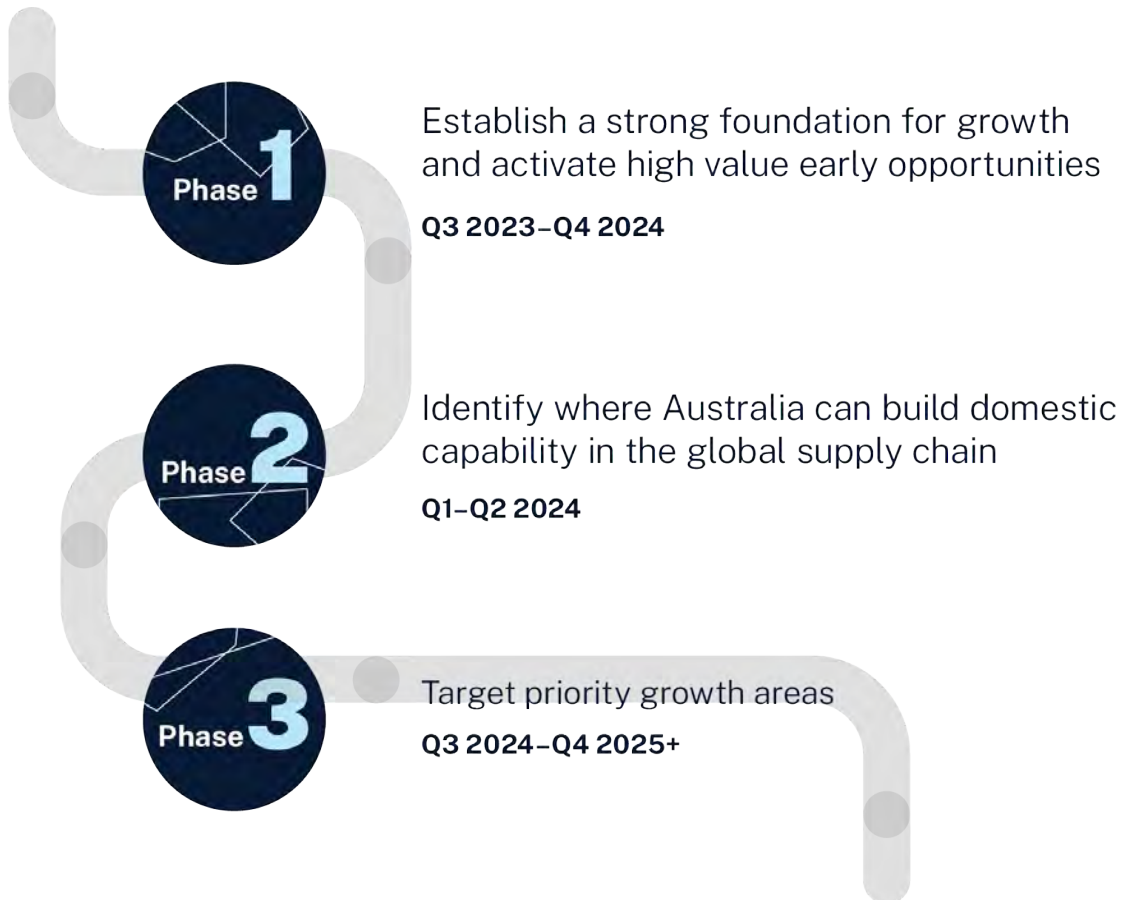 Phase 1
Establish a strong foundation for growth
and activate high value early opportunities
Q3 2023–Q4 2024
Phase 2
Identify where Australia can build domestic
capability in the global supply chain
Q1–Q2 2024
Phase 3
Target priority growth areas
Q3 2024–Q4 2025+